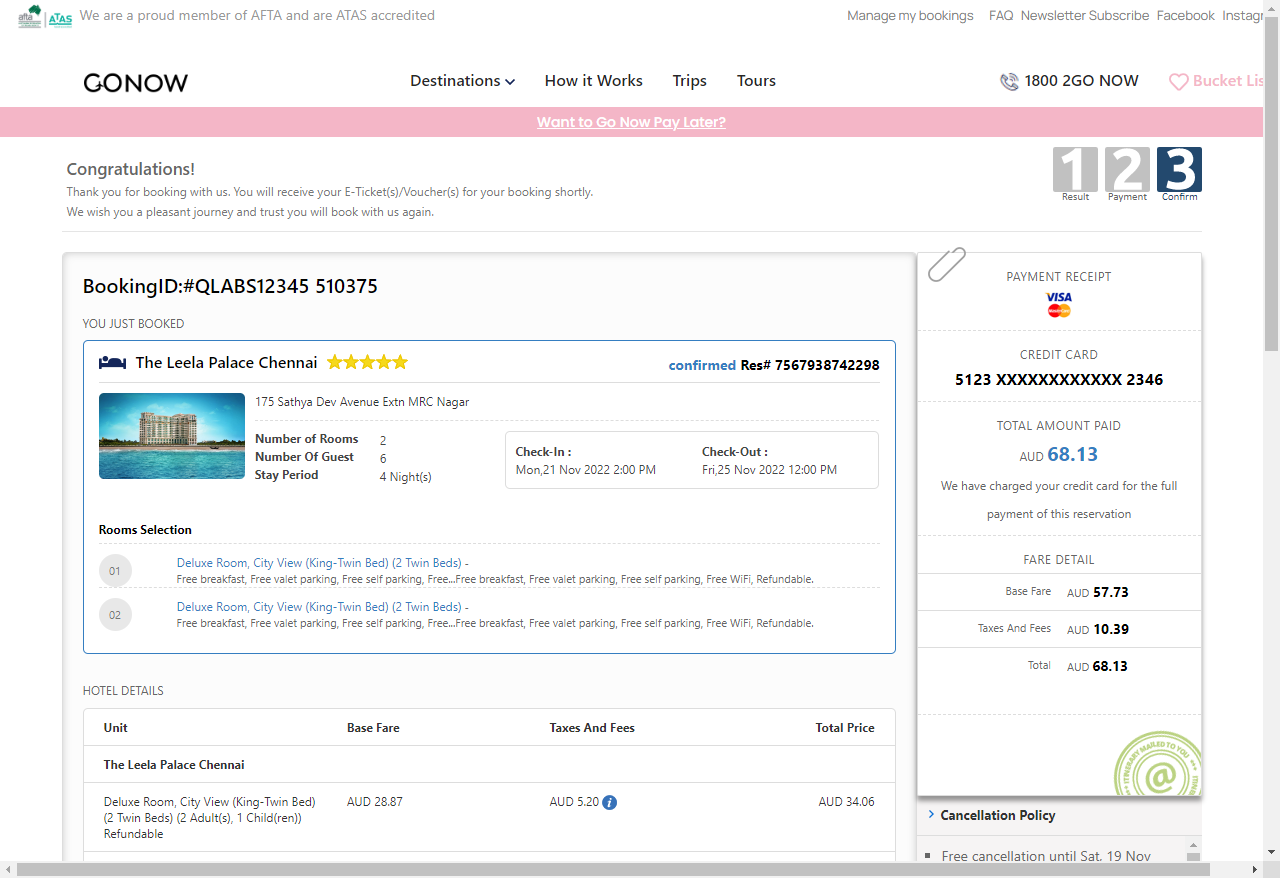 afta ATAS We are a proud member of AFTA and are ATAS accredited
Manage my bookings FAQ Newsletter Subscribe Facebook Instagr
GONOW Destinations How it Works Trips Tours 1800 2GO NOW Bucket Lis
Want to Go Now Pay Later?
Congratulations!
Thank you for booking with us. You will receive your E-Ticket(s)/Voucher(s) for your booking shortly.
We wish you a pleasant journey and trust you will book with us again.
1 2 3
Result Payment Confirm
BookingID:#QLABS12345 510375
YOU JUST BOOKED
The Leela Palace Chennai
confirmed Res# 7567938742298
175 Sathya Dev Avenue Extn MRC Nagar
Number of Rooms 2
Number Of Guest 6
Stay Period 4 Night(s)
Check-In : Check-Out :
Mon,21 Nov 2022 2:00 PM Fri,25 Nov 2022 12:00 PM
Rooms Selection
01 Deluxe Room, City View (King-Twin Bed) (2 Twin Beds) -
Free breakfast, Free valet parking, Free self parking, Free...Free breakfast, Free valet parking, Free self parking, Free WiFi, Refundable.
02 Deluxe Room, City View (King-Twin Bed) (2 Twin Beds) -
Free breakfast, Free valet parking, Free self parking, Free...Free breakfast, Free valet parking, Free self parking, Free WiFi, Refundable.
HOTEL DETAILS
Unit Base Fare Taxes And Fees Total Price
The Leela Palace Chennai
Deluxe Room, City View (King-Twin Bed) AUD 28.87 AUD 5.20 i AUD 34.06
(2 Twin Beds) (2 Adult(s), 1 Child(ren))
Refundable
PAYMENT RECEIPT
VISA
MasterCard
CREDIT CARD
5123 XXXXXXXXXXXX 2346
TOTAL AMOUNT PAID
AUD 68.13
We have charged your credit card for the full
payment of this reservation
FARE DETAIL
Base Fare AUD 57.73
Taxes And Fees AUD 10.39
Total AUD 68.13
ITINERARY MAILED TO YOU
@
Cancellation Policy
Free cancellation until Sat, 19 Nov